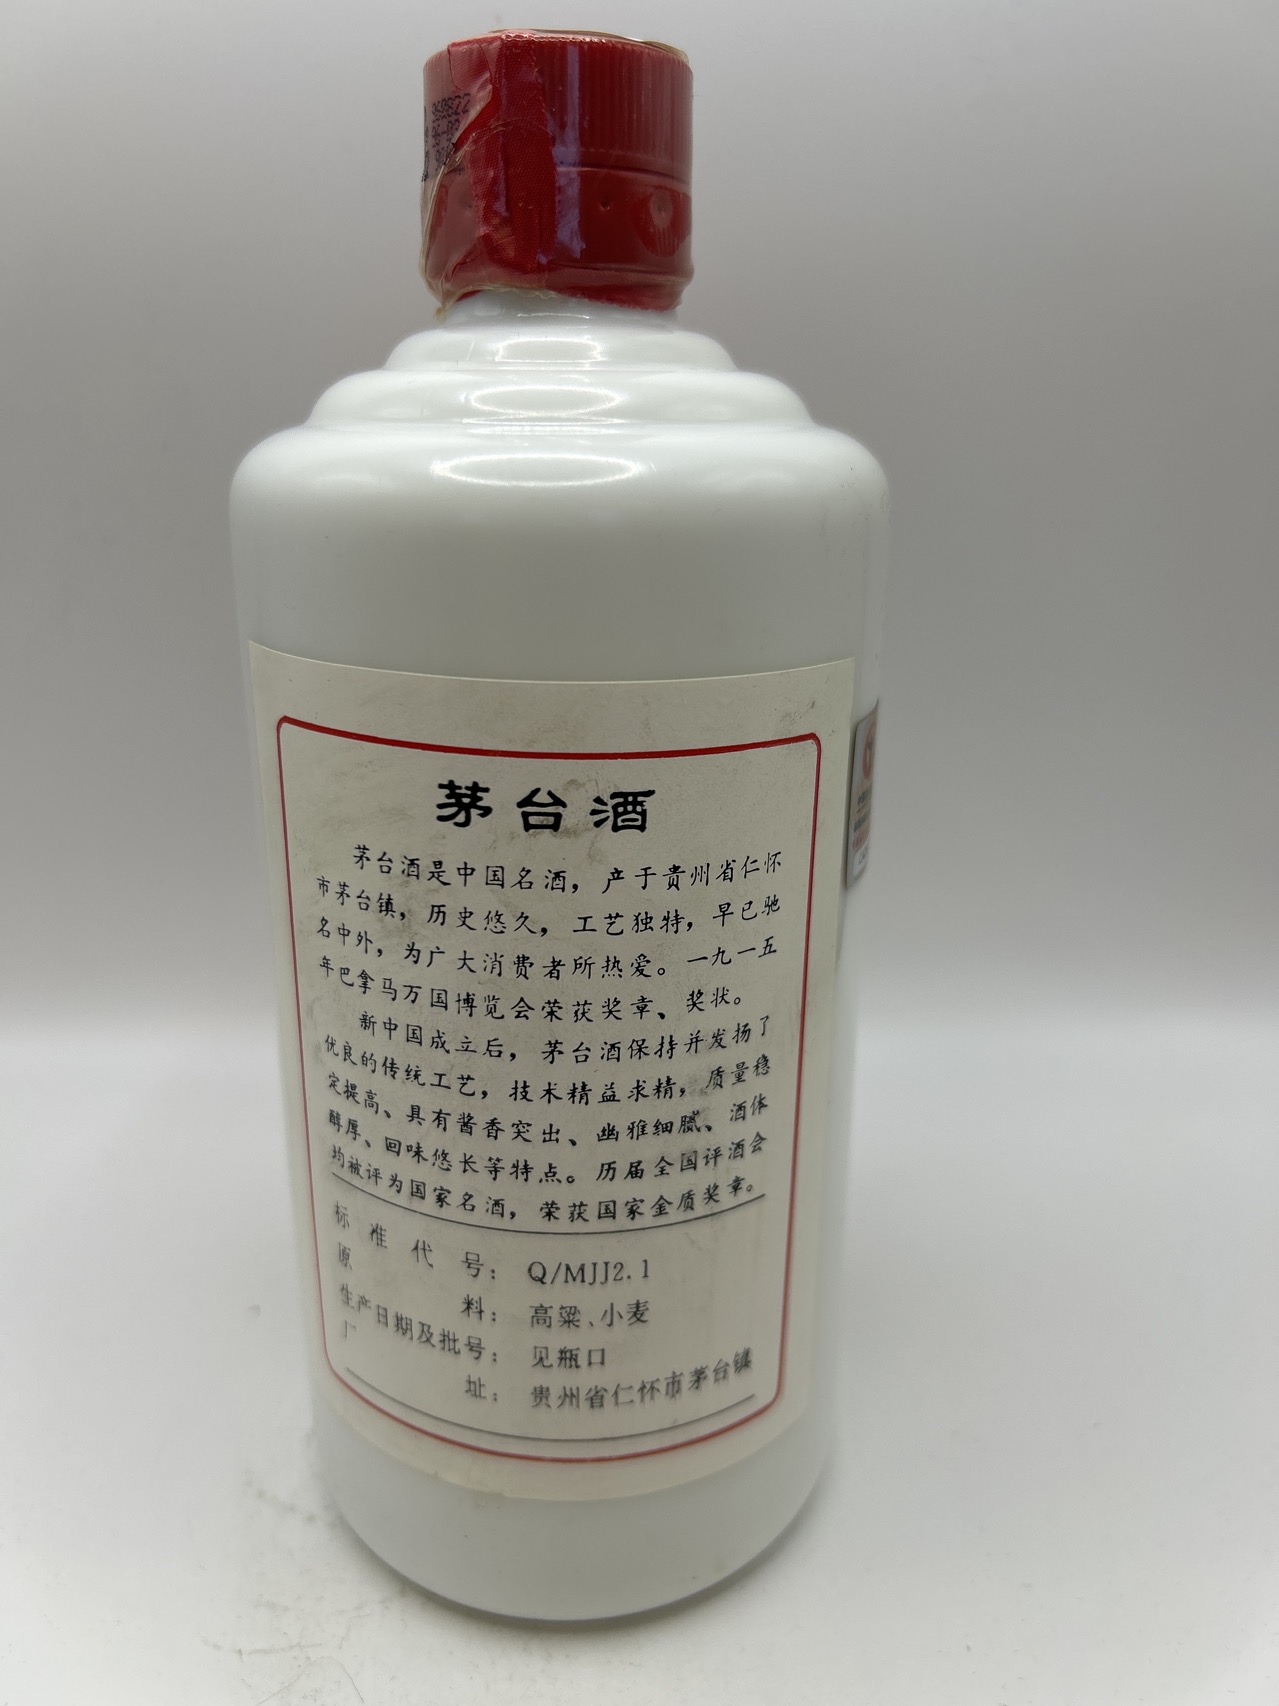 茅台酒
茅台酒是中国名酒，产于贵州省仁怀
市茅台镇，历史悠久，工艺独特，早已驰
名中外，为广大消费者所热爱。一九一五
年巴拿马万国博览会荣获奖章、奖状。
新中国成立后，茅台酒保持并发扬了
优良的传统工艺，技术精益求精，质量稳
定提高、具有酱香突出、幽雅细腻、酒体
醇厚、回味悠长等特点。历届全国评酒会
均被评为国家名酒，荣获国家金质奖章。
标准代号：Q/MJJ2.1
原料：高粱、小麦
生产日期及批号：见瓶口
厂址：贵州省仁怀市茅台镇